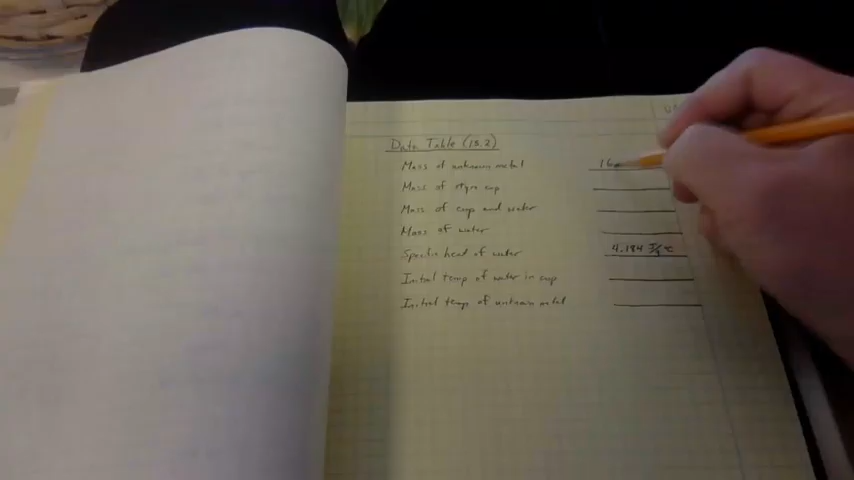 Data Table (13.2)
Mass of unknown metal 16
Mass of styro cup
Mass of cup and water
Mass of water
Specific heat of water 4.184 J/g°C
Initial temp of water in cup
Initial temp of unknown metal